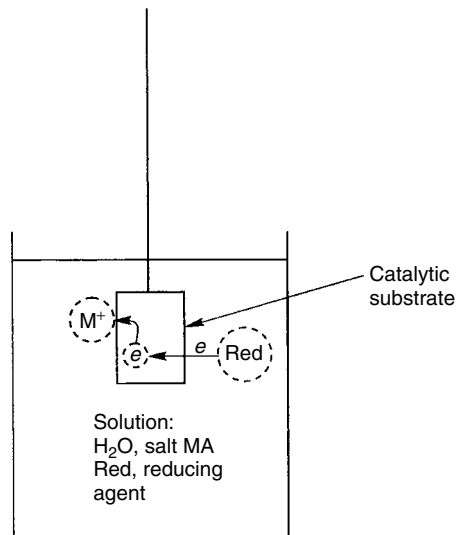 Catalytic
substrate
M⁺
e
e
Red
Solution:
H₂O, salt MA
Red, reducing
agent